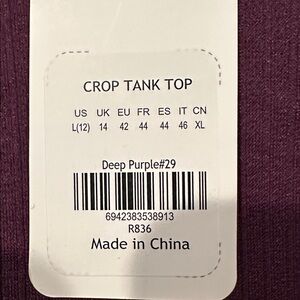 CROP TANK TOP
US UK EU FR ES IT CN
L(12) 14 42 44 44 46 XL
Deep Purple#29
6942383538913
R836
Made in China